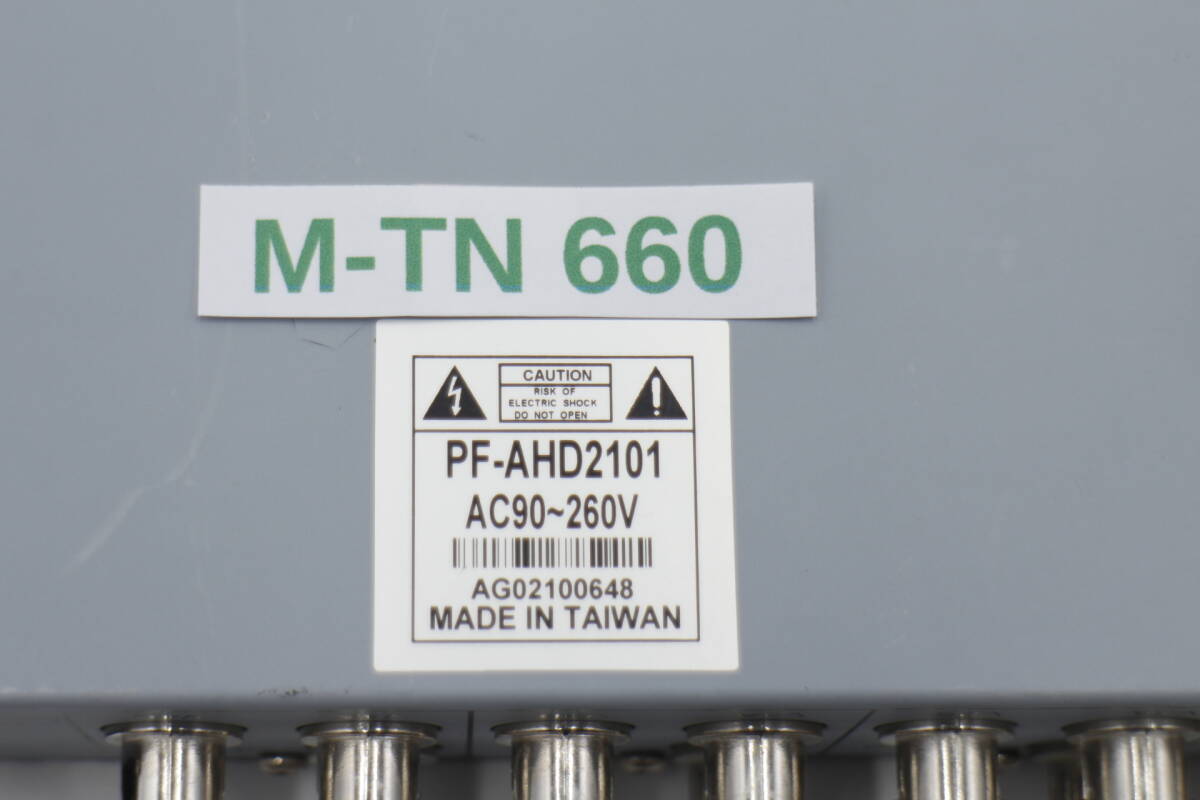 M-TN 660
CAUTION
RISK OF
ELECTRIC SHOCK
DO NOT OPEN
PF-AHD2101
AC90~260V
AG02100648
MADE IN TAIWAN